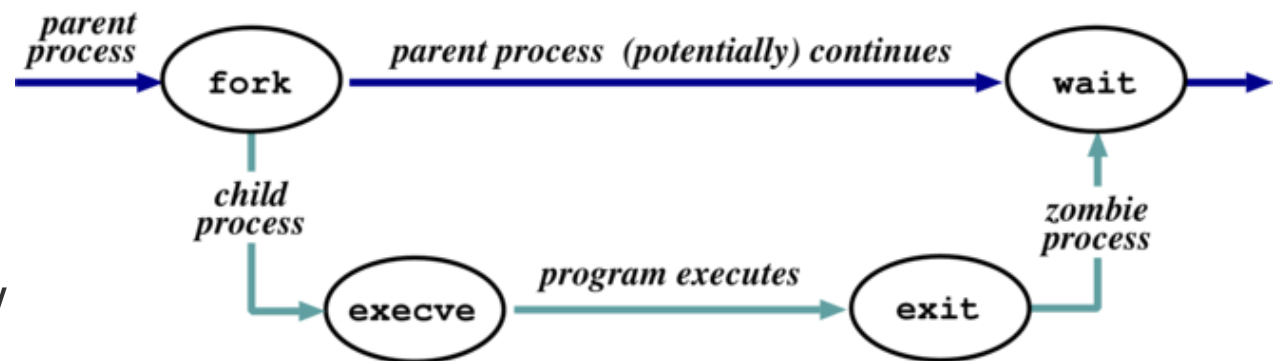 parent
process
fork
parent process (potentially) continues
wait
child
process
zombie
process
execve
program executes
exit